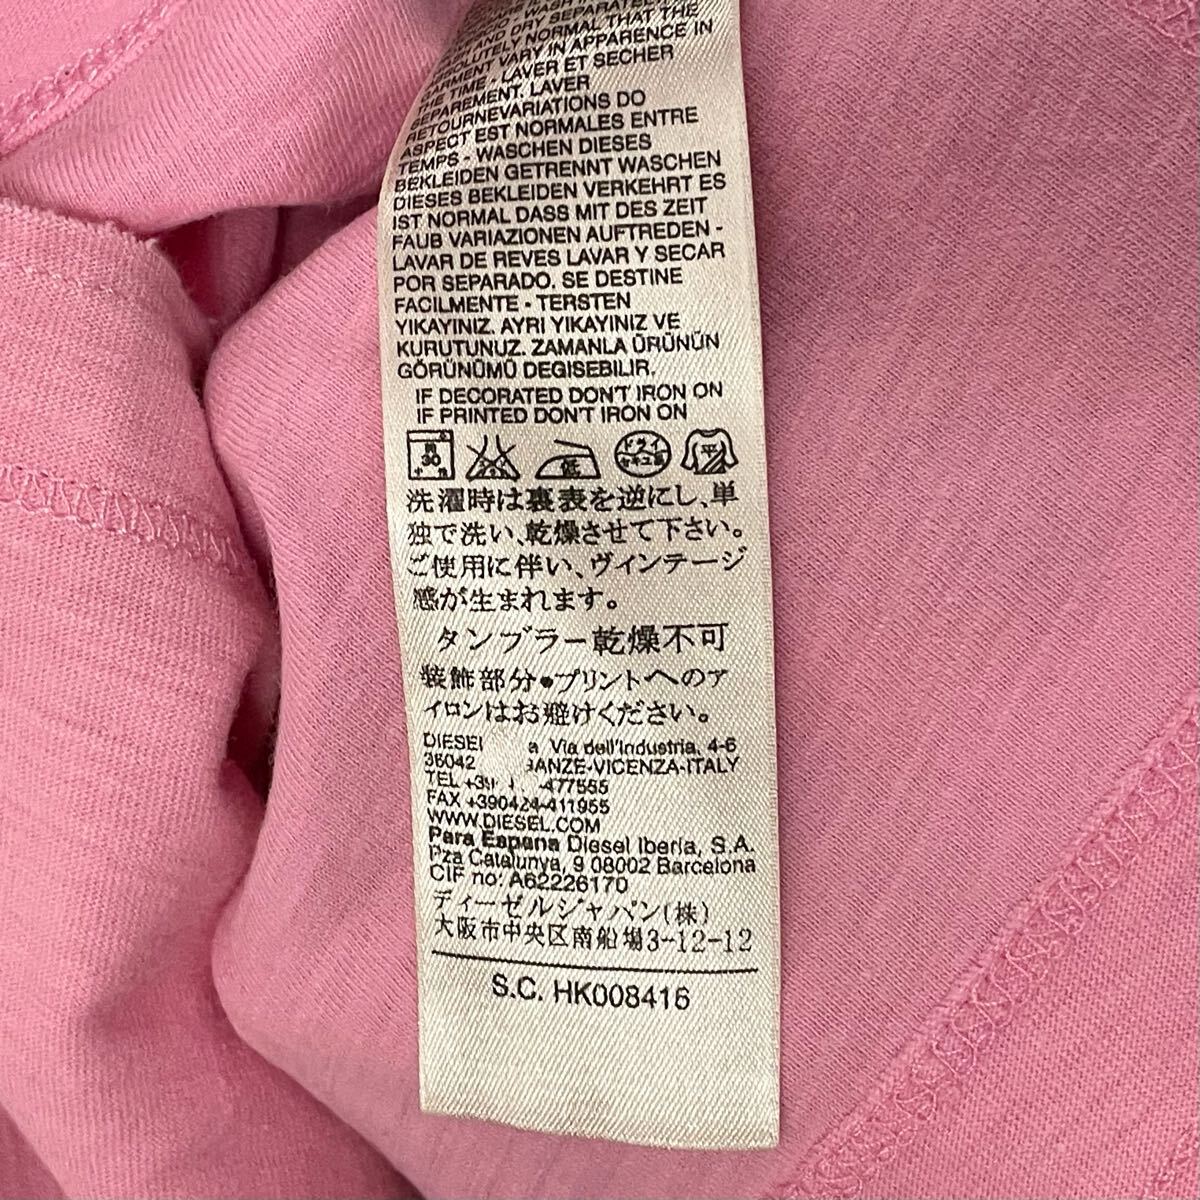 WASH
AND DRY SEPARATELY
ABSOLUTELY NORMAL THAT THE
GARMENT VARY IN APPARENCE IN
THE TIME - LAVER ET SECHER
SEPAREMENT. LAVER
RETOURNEVARIATIONS DO
ASPECT EST NORMALES ENTRE
TEMPS - WASCHEN DIESES
BEKLEIDEN GETRENNT WASCHEN
DIESES BEKLEIDEN VERKEHRT ES
IST NORMAL DASS MIT DES ZEIT
FAUB VARIAZIONEN AUFTREDEN -
LAVAR DE REVES LAVAR Y SECAR
POR SEPARADO. SE DESTINE
FACILMENTE - TERSTEN
YIKAYINIZ. AYRI YIKAYINIZ VE
KURUTUNUZ. ZAMANLA ÜRÜNÜN
GÖRÜNÜMÜ DEGISEBILIR.
IF DECORATED DON'T IRON ON
IF PRINTED DON'T IRON ON
30 低 ドライ 平
洗濯時は裏表を逆にし、単
独で洗い、乾燥させて下さい。
ご使用に伴い、ヴィンテージ
感が生まれます。
タンブラー乾燥不可
装飾部分・プリントへのア
イロンはお避けください。
DIESEL Via dell'Industria, 4-6
36042 -VICENZA-ITALY
TEL -477555
FAX +390424-411955
WWW.DIESEL.COM
Para Espana Diesel Iberia, S.A.
Pza Catalunya, 9 08002 Barcelona
CIF no: A62226170
ディーゼルジャパン(株)
大阪市中央区南船場3-12-12
S.C. HK008416